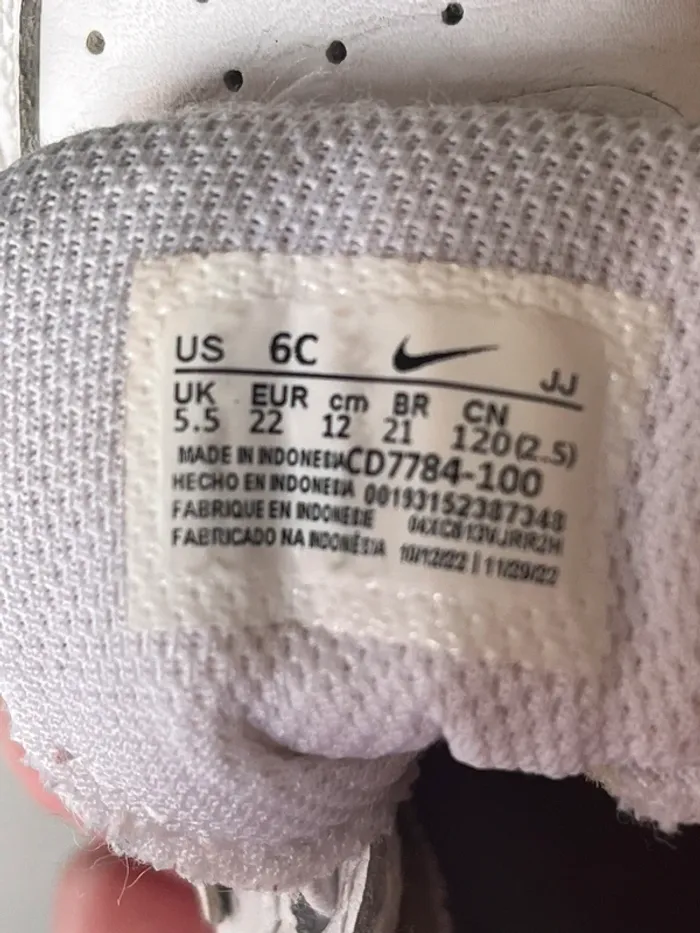 US 6C
JJ
UK EUR cm BR CN
5.5 22 12 21 120(2.5)
MADE IN INDONESIA CD7784-100
HECHO EN INDONESIA 00193152387348
FABRIQUE EN INDONESIE
FABRICADO NA INDONÉSIA 10/12/22 | 11/29/22